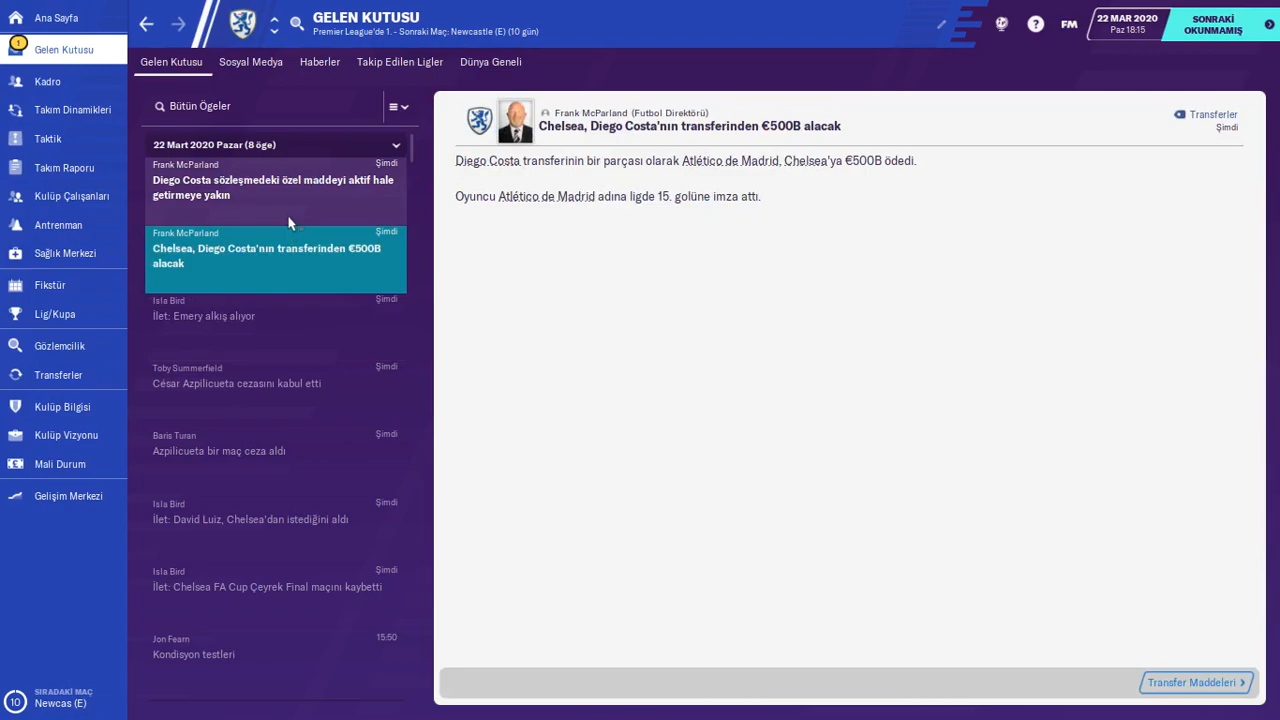 Ana Sayfa
1
Gelen Kutusu
Kadro
Takım Dinamikleri
Taktik
Takım Raporu
Kulüp Çalışanları
Antrenman
Sağlık Merkezi
Fikstür
Lig/Kupa
Gözlemcilik
Transferler
Kulüp Bilgisi
Kulüp Vizyonu
Mali Durum
Gelişim Merkezi
10
SIRADAKİ MAÇ
Newcas (E)
GELEN KUTUSU
Premier League'de 1. - Sonraki Maç: Newcastle (E) (10 gün)
?
FM
22 MAR 2020
Paz 18:15
SONRAKİ
OKUNMAMIŞ
Gelen Kutusu Sosyal Medya Haberler Takip Edilen Ligler Dünya Geneli
Bütün Ögeler
22 Mart 2020 Pazar (8 öge)
Frank McParland Şimdi
Diego Costa sözleşmedeki özel maddeyi aktif hale
getirmeye yakın
Frank McParland Şimdi
Chelsea, Diego Costa'nın transferinden €500B
alacak
Isla Bird Şimdi
İlet: Emery alkış alıyor
Toby Summerfield Şimdi
César Azpilicueta cezasını kabul etti
Baris Turan Şimdi
Azpilicueta bir maç ceza aldı
Isla Bird Şimdi
İlet: David Luiz, Chelsea'dan istediğini aldı
Isla Bird Şimdi
İlet: Chelsea FA Cup Çeyrek Final maçını kaybetti
Jon Fearn 15:50
Kondisyon testleri
Frank McParland (Futbol Direktörü)
Chelsea, Diego Costa'nın transferinden €500B alacak
Transferler
Şimdi
Diego Costa transferinin bir parçası olarak Atlético de Madrid, Chelsea'ya €500B ödedi.
Oyuncu Atlético de Madrid adına ligde 15. golüne imza attı.
Transfer Maddeleri